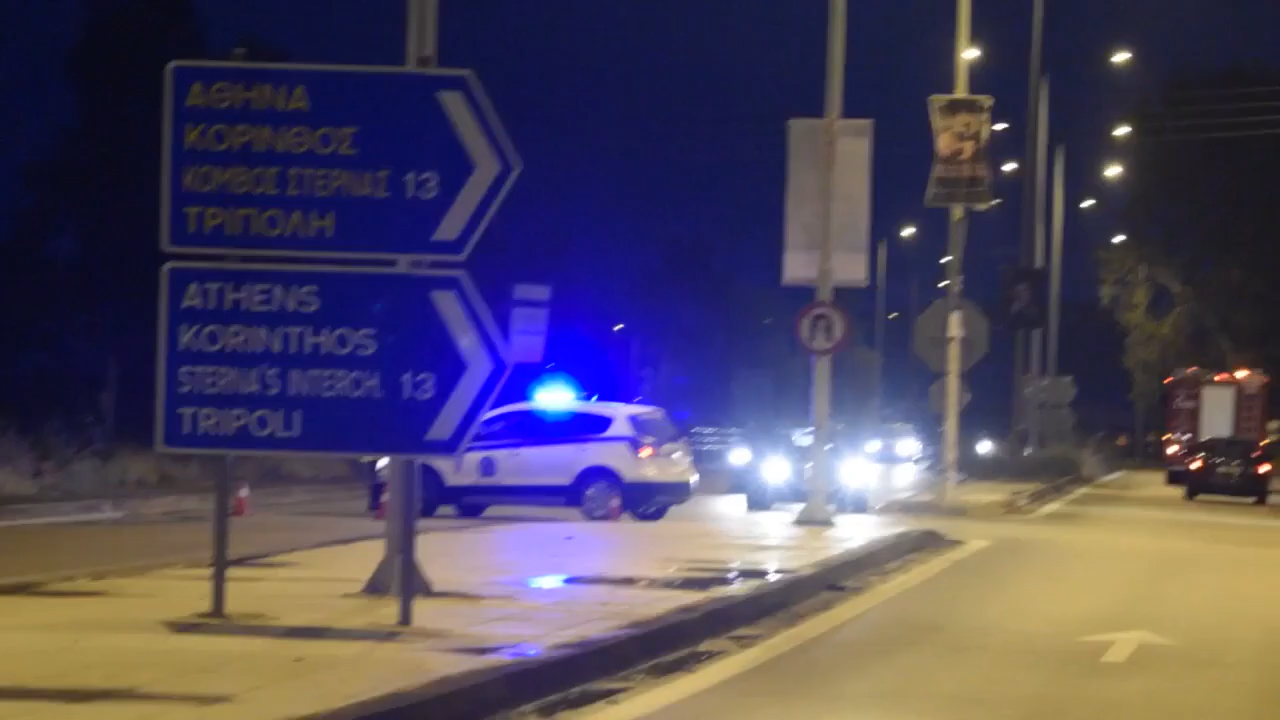 ΑΘΗΝΑ
ΚΟΡΙΝΘΟΣ
ΚΟΜΒΟΣ ΣΤΕΡΝΑΣ 13
ΤΡΙΠΟΛΗ
ATHENS
KORINTHOS
STERNA'S INTERCH. 13
TRIPOLI